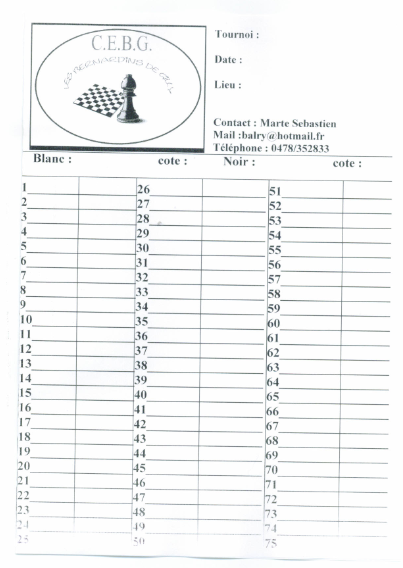 C.E.B.G.
LES BERNARDINS DE GILLY
Tournoi :
Date :
Lieu :
Contact : Marte Sebastien
Mail :balry@hotmail.fr
Téléphone : 0478/352833
Blanc : cote : Noir : cote :
1 26 51
2 27 52
3 28 53
4 29 54
5 30 55
6 31 56
7 32 57
8 33 58
9 34 59
10 35 60
11 36 61
12 37 62
13 38 63
14 39 64
15 40 65
16 41 66
17 42 67
18 43 68
19 44 69
20 45 70
21 46 71
22 47 72
23 48 73
24 49 74
25 50 75